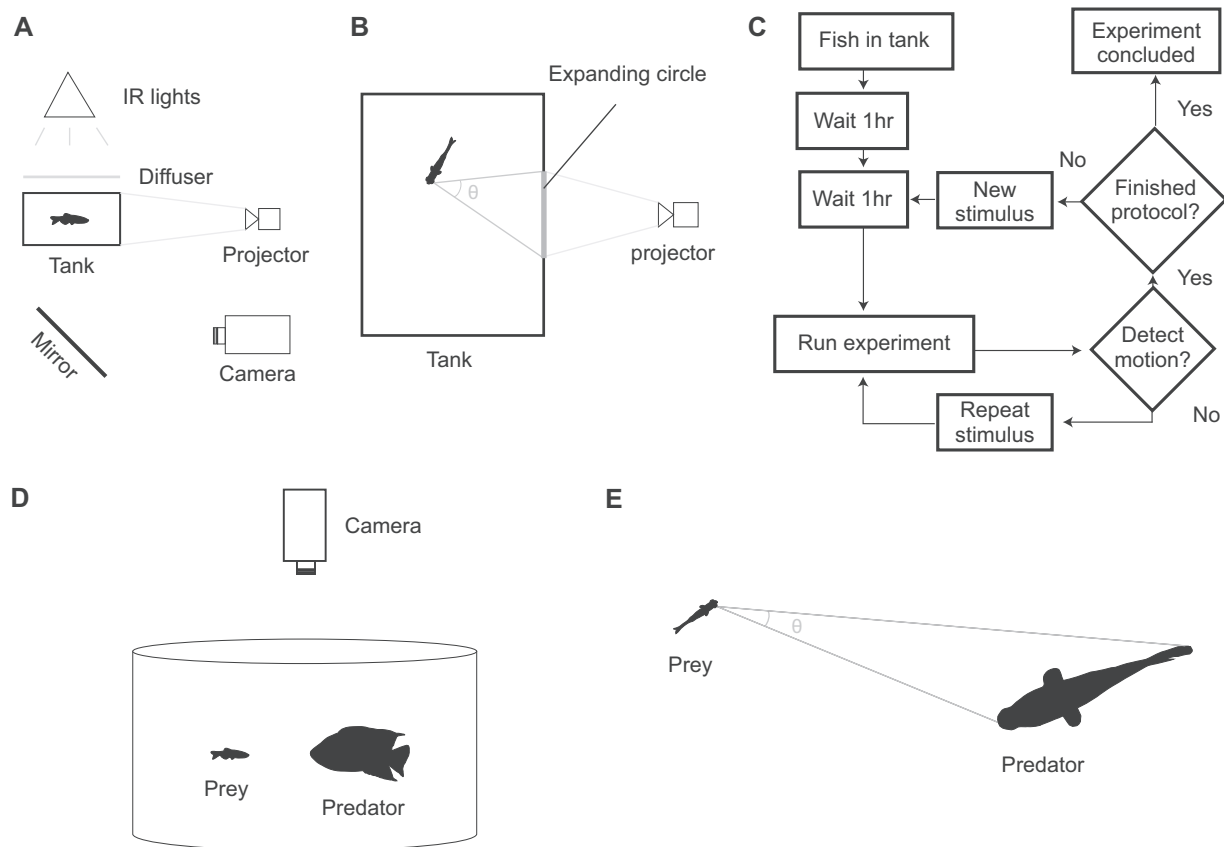 A
IR lights
Diffuser
Tank
Projector
Mirror
Camera
B
Expanding circle
θ
projector
Tank
C
Fish in tank
Wait 1hr
Wait 1hr
New
stimulus
No
Finished
protocol?
Yes
Experiment
concluded
Yes
Run experiment
Detect
motion?
No
Repeat
stimulus
D
Camera
Prey
Predator
E
θ
Prey
Predator